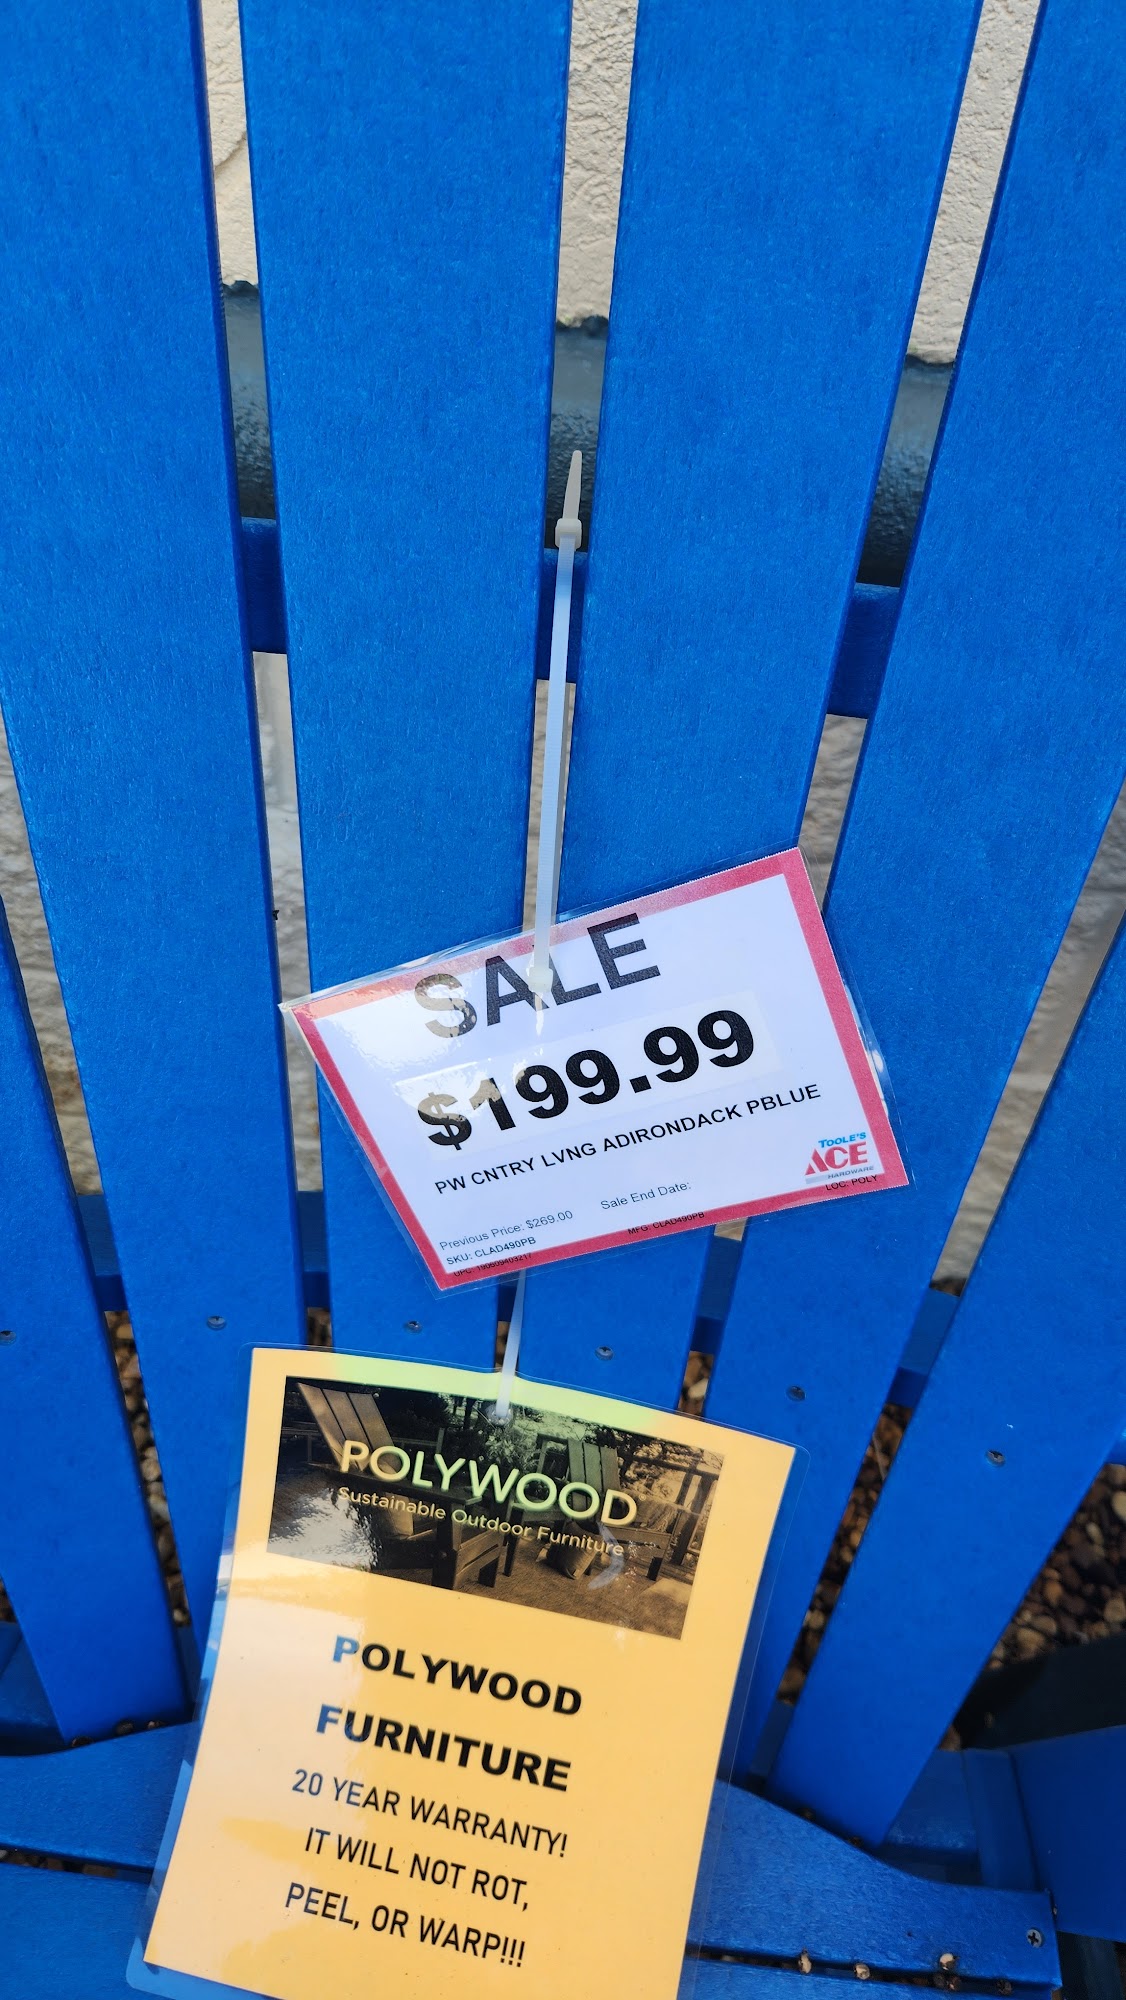 SALE
$199.99
PW CNTRY LVNG ADIRONDACK PBLUE
TOOLE'S
ACE
HARDWARE
Previous Price: $269.00 Sale End Date:
SKU: CLAD490PB MFG: CLAD490PB LOC: POLY
UPC:
POLYWOOD®
Sustainable Outdoor Furniture
POLYWOOD
FURNITURE
20 YEAR WARRANTY!
IT WILL NOT ROT,
PEEL, OR WARP!!!